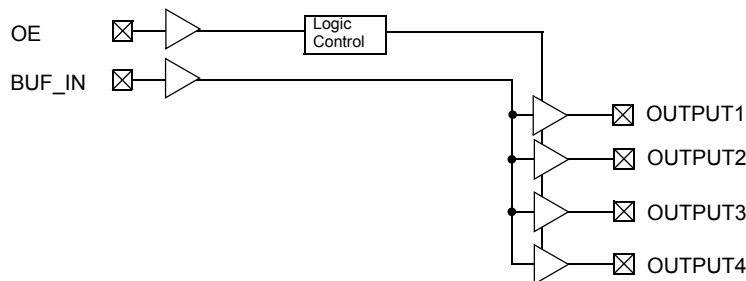 OE
Logic
Control
BUF_IN
OUTPUT1
OUTPUT2
OUTPUT3
OUTPUT4